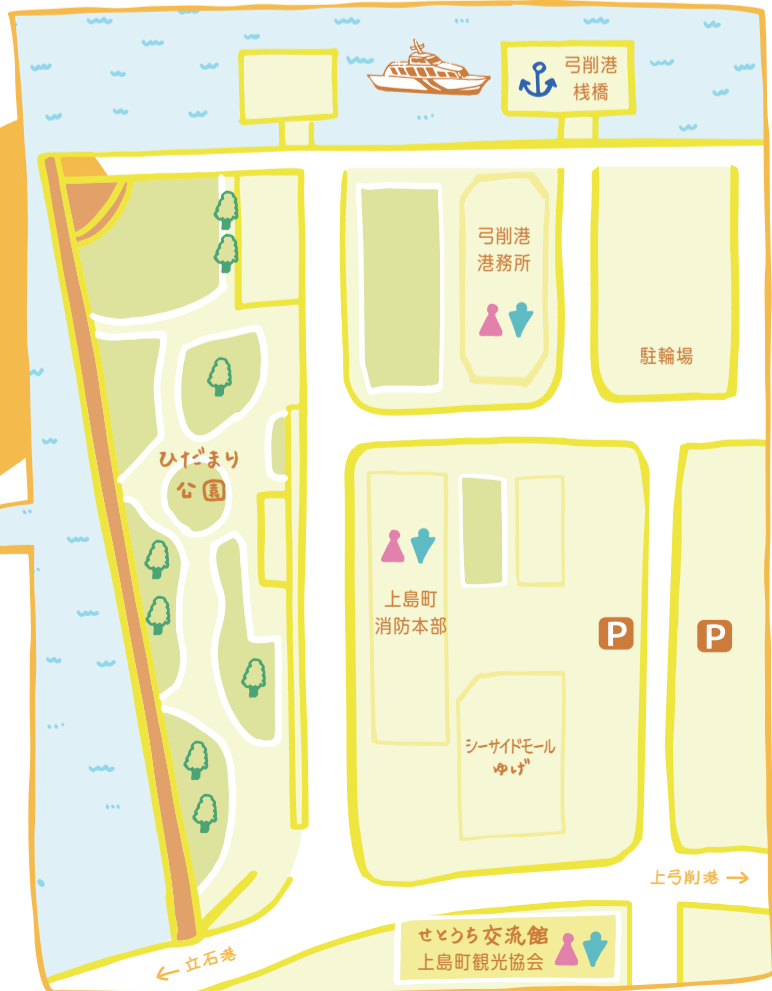 弓削港
桟橋
弓削港
港務所
駐輪場
ひだまり
公園
上島町
消防本部
P
P
シーサイドモール
ゆげ
上弓削港→
せとうち交流館
上島町観光協会
←立石港